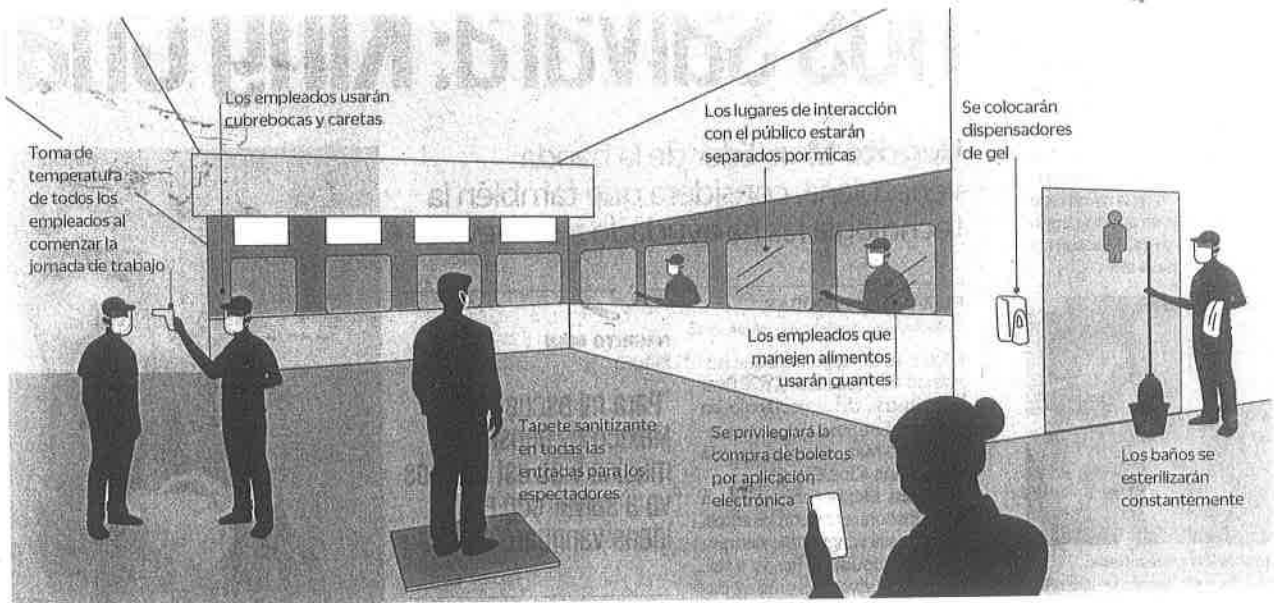 Los empleados usarán
cubrebocas y caretas
Toma de
temperatura
de todos los
empleados al
comenzar la
jornada de trabajo
Los lugares de interacción
con el público estarán
separados por micas
Se colocarán
dispensadores
de gel
Los empleados que
manejen alimentos
usarán guantes
Tapete sanitizante
en todas las
entradas para los
espectadores
Se privilegiará la
compra de boletos
por aplicación
electrónica
Los baños se
esterilizarán
constantemente